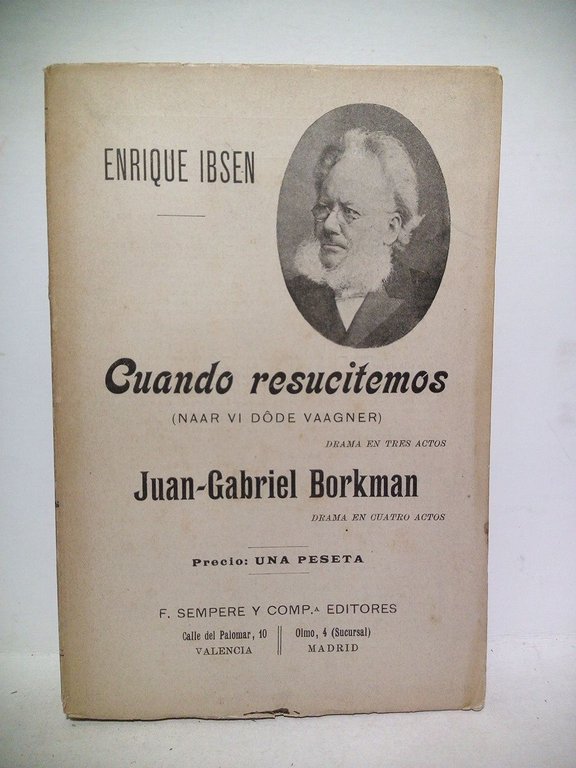 ENRIQUE IBSEN
Cuando resucitemos
(NAAR VI DÔDE VAAGNER)
DRAMA EN TRES ACTOS
Juan-Gabriel Borkman
DRAMA EN CUATRO ACTOS
Precio: UNA PESETA
F. SEMPERE Y COMP.ᴬ EDITORES
Calle del Palomar, 10
VALENCIA
Olmo, 4 (Sucursal)
MADRID